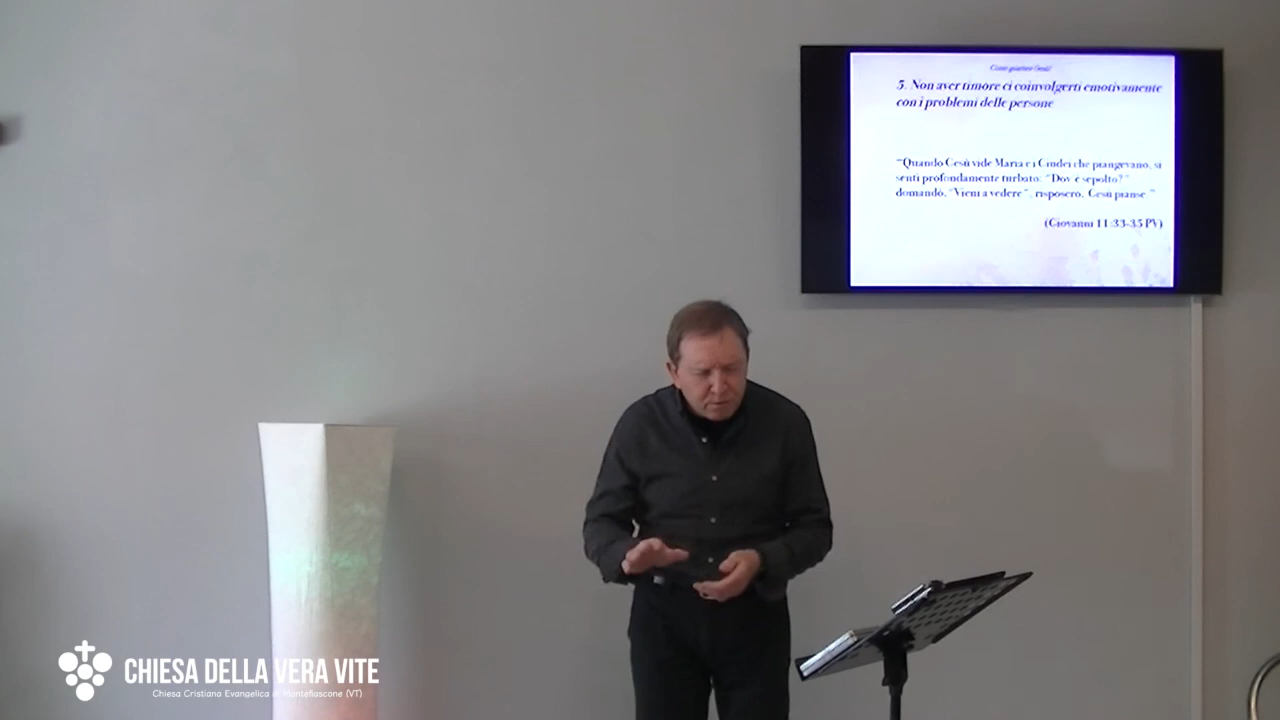 Come guarisce Gesù?
5. Non aver timore di coinvolgerti emotivamente
con i problemi delle persone
"Quando Gesù vide Maria e i Giudei che piangevano, si
sentì profondamente turbato: "Dov'è sepolto?"
domandò. "Vieni a vedere", risposero. Gesù pianse."
(Giovanni 11:33-35 PV)
CHIESA DELLA VERA VITE
Chiesa Cristiana Evangelica di Montefiascone (VT)